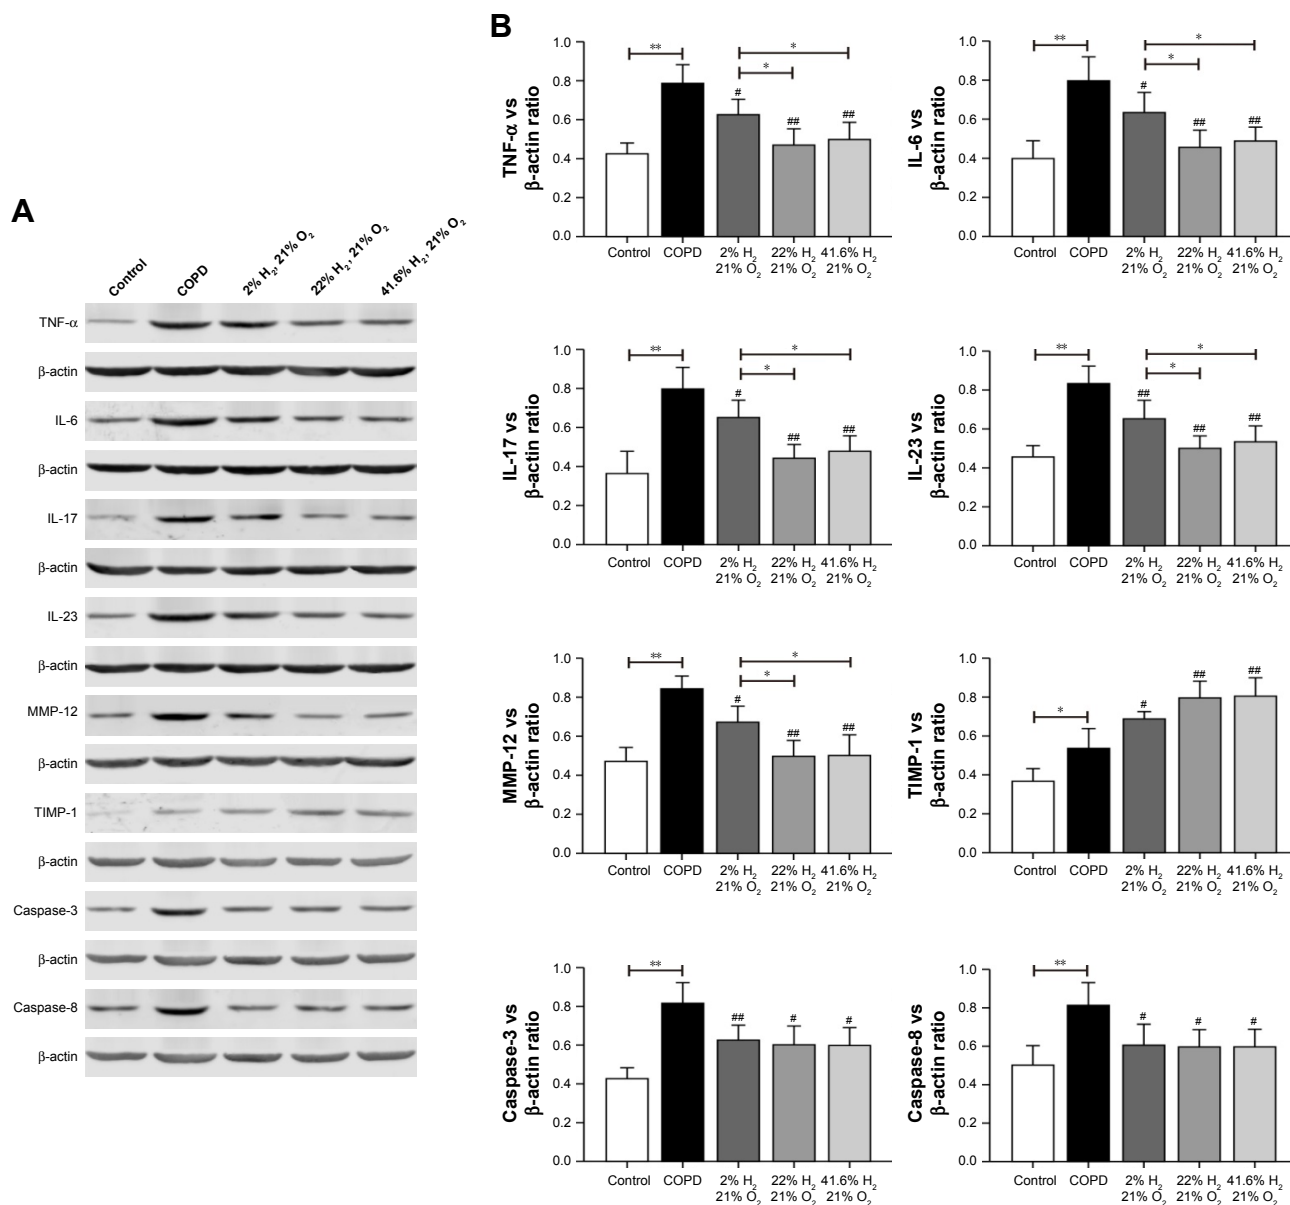 A
Control
COPD
2% H₂, 21% O₂
22% H₂, 21% O₂
41.6% H₂, 21% O₂
TNF-α
β-actin
IL-6
β-actin
IL-17
β-actin
IL-23
β-actin
MMP-12
β-actin
TIMP-1
β-actin
Caspase-3
β-actin
Caspase-8
β-actin
B
TNF-α vs
β-actin ratio
1.0
0.8
0.6
0.4
0.2
0.0
**
*
*
#
##
##
Control COPD 2% H₂ 22% H₂ 41.6% H₂
21% O₂ 21% O₂ 21% O₂
IL-6 vs
β-actin ratio
1.0
0.8
0.6
0.4
0.2
0.0
**
*
*
#
##
##
Control COPD 2% H₂ 22% H₂ 41.6% H₂
21% O₂ 21% O₂ 21% O₂
IL-17 vs
β-actin ratio
1.0
0.8
0.6
0.4
0.2
0.0
**
*
*
#
##
##
Control COPD 2% H₂ 22% H₂ 41.6% H₂
21% O₂ 21% O₂ 21% O₂
IL-23 vs
β-actin ratio
1.0
0.8
0.6
0.4
0.2
0.0
**
*
*
##
##
##
Control COPD 2% H₂ 22% H₂ 41.6% H₂
21% O₂ 21% O₂ 21% O₂
MMP-12 vs
β-actin ratio
1.0
0.8
0.6
0.4
0.2
0.0
**
*
*
#
##
##
Control COPD 2% H₂ 22% H₂ 41.6% H₂
21% O₂ 21% O₂ 21% O₂
TIMP-1 vs
β-actin ratio
1.0
0.8
0.6
0.4
0.2
0.0
*
#
##
##
Control COPD 2% H₂ 22% H₂ 41.6% H₂
21% O₂ 21% O₂ 21% O₂
Caspase-3 vs
β-actin ratio
1.0
0.8
0.6
0.4
0.2
0.0
**
##
#
#
Control COPD 2% H₂ 22% H₂ 41.6% H₂
21% O₂ 21% O₂ 21% O₂
Caspase-8 vs
β-actin ratio
1.0
0.8
0.6
0.4
0.2
0.0
**
#
#
#
Control COPD 2% H₂ 22% H₂ 41.6% H₂
21% O₂ 21% O₂ 21% O₂